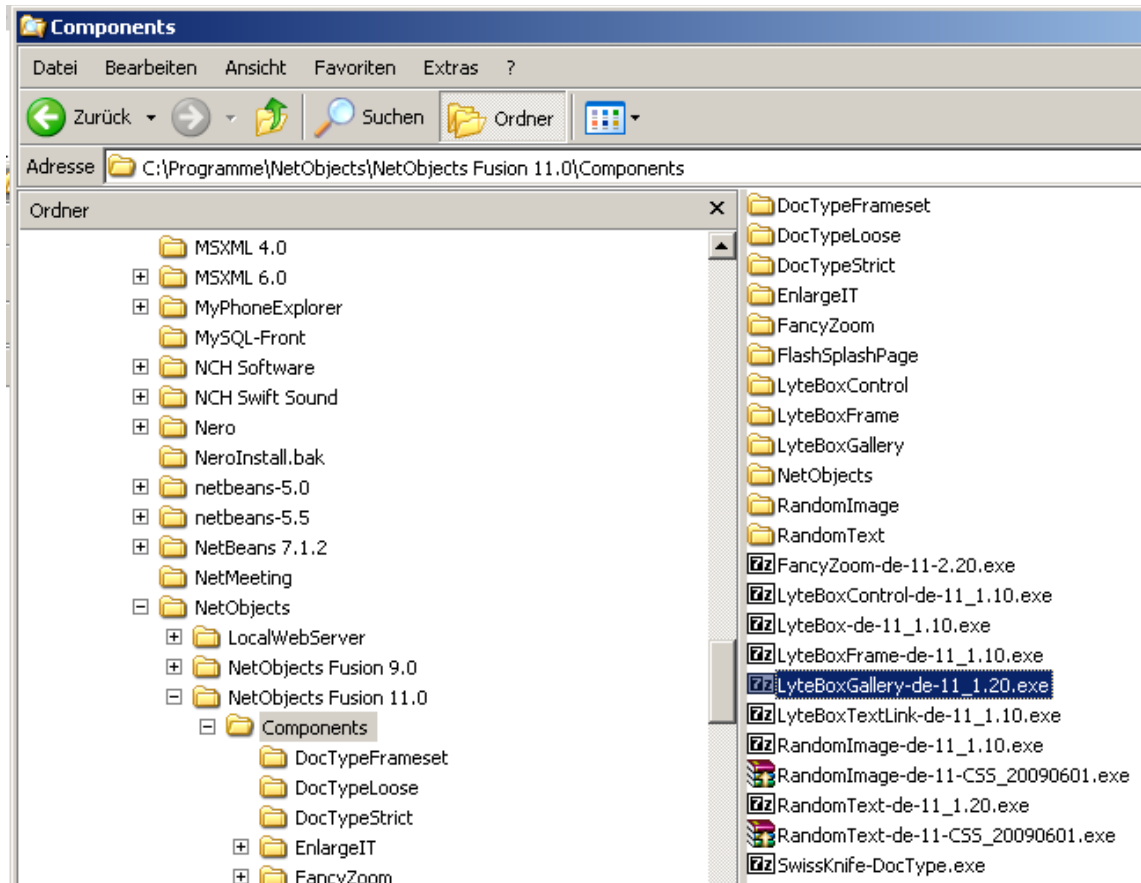 Components
Datei Bearbeiten Ansicht Favoriten Extras ?
Zurück Suchen Ordner
Adresse C:\Programme\NetObjects\NetObjects Fusion 11.0\Components
Ordner
MSXML 4.0
MSXML 6.0
MyPhoneExplorer
MySQL-Front
NCH Software
NCH Swift Sound
Nero
NeroInstall.bak
netbeans-5.0
netbeans-5.5
NetBeans 7.1.2
NetMeeting
NetObjects
LocalWebServer
NetObjects Fusion 9.0
NetObjects Fusion 11.0
Components
DocTypeFrameset
DocTypeLoose
DocTypeStrict
EnlargeIT
FancyZoom
DocTypeFrameset
DocTypeLoose
DocTypeStrict
EnlargeIT
FancyZoom
FlashSplashPage
LyteBoxControl
LyteBoxFrame
LyteBoxGallery
NetObjects
RandomImage
RandomText
FancyZoom-de-11-2.20.exe
LyteBoxControl-de-11_1.10.exe
LyteBox-de-11_1.10.exe
LyteBoxFrame-de-11_1.10.exe
LyteBoxGallery-de-11_1.20.exe
LyteBoxTextLink-de-11_1.10.exe
RandomImage-de-11_1.10.exe
RandomImage-de-11-CS5_20090601.exe
RandomText-de-11_1.20.exe
RandomText-de-11-CS5_20090601.exe
SwissKnife-DocType.exe